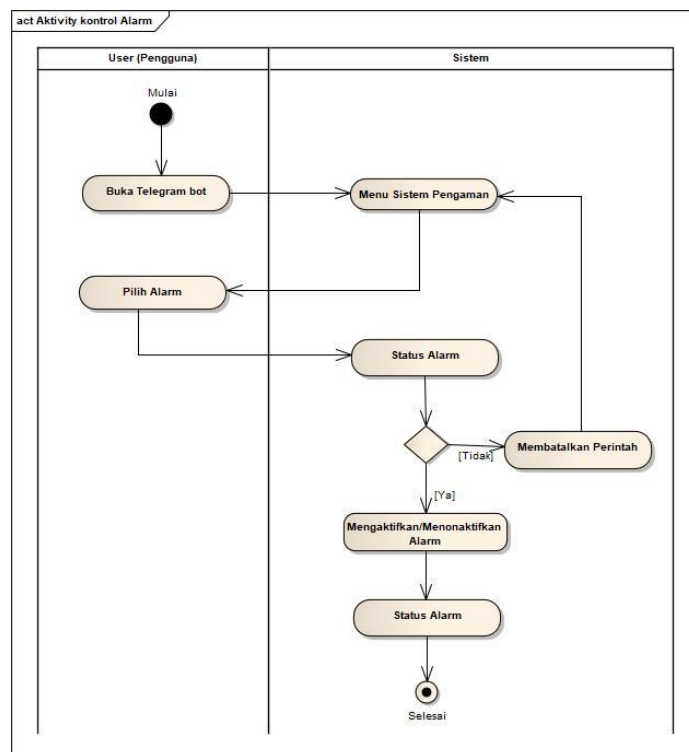 act Aktivity kontrol Alarm
User (Pengguna)
Sistem
Mulai
Buka Telegram bot
Menu Sistem Pengaman
Pilih Alarm
Status Alarm
[Tidak]
Membatalkan Perintah
[Ya]
Mengaktifkan/Menonaktifkan
Alarm
Status Alarm
Selesai